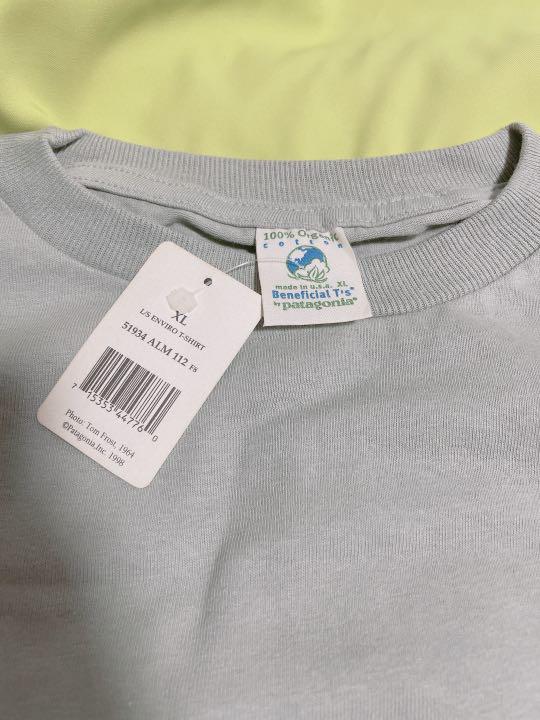 XL
L/S ENVIRO T-SHIRT
51934 ALM 112 F8
7 15353 44776 0
Photo: Tom Frost, 1964
©Patagonia.Inc. 1998
100% Organic
cotton
made in u.s.a. XL
Beneficial T's®
by patagonia®